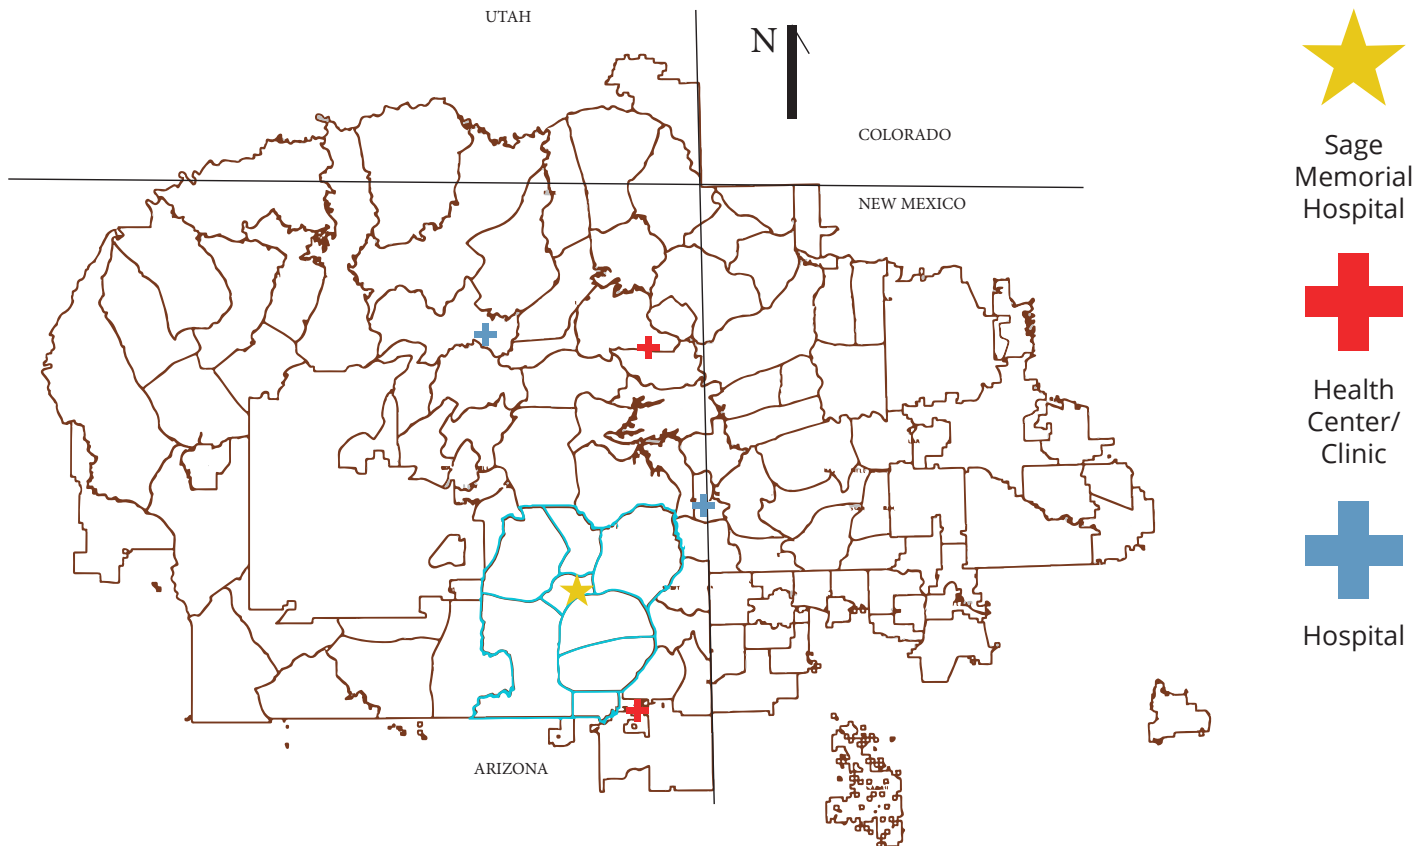 UTAH
N
COLORADO
NEW MEXICO
ARIZONA
Sage
Memorial
Hospital
Health
Center/
Clinic
Hospital